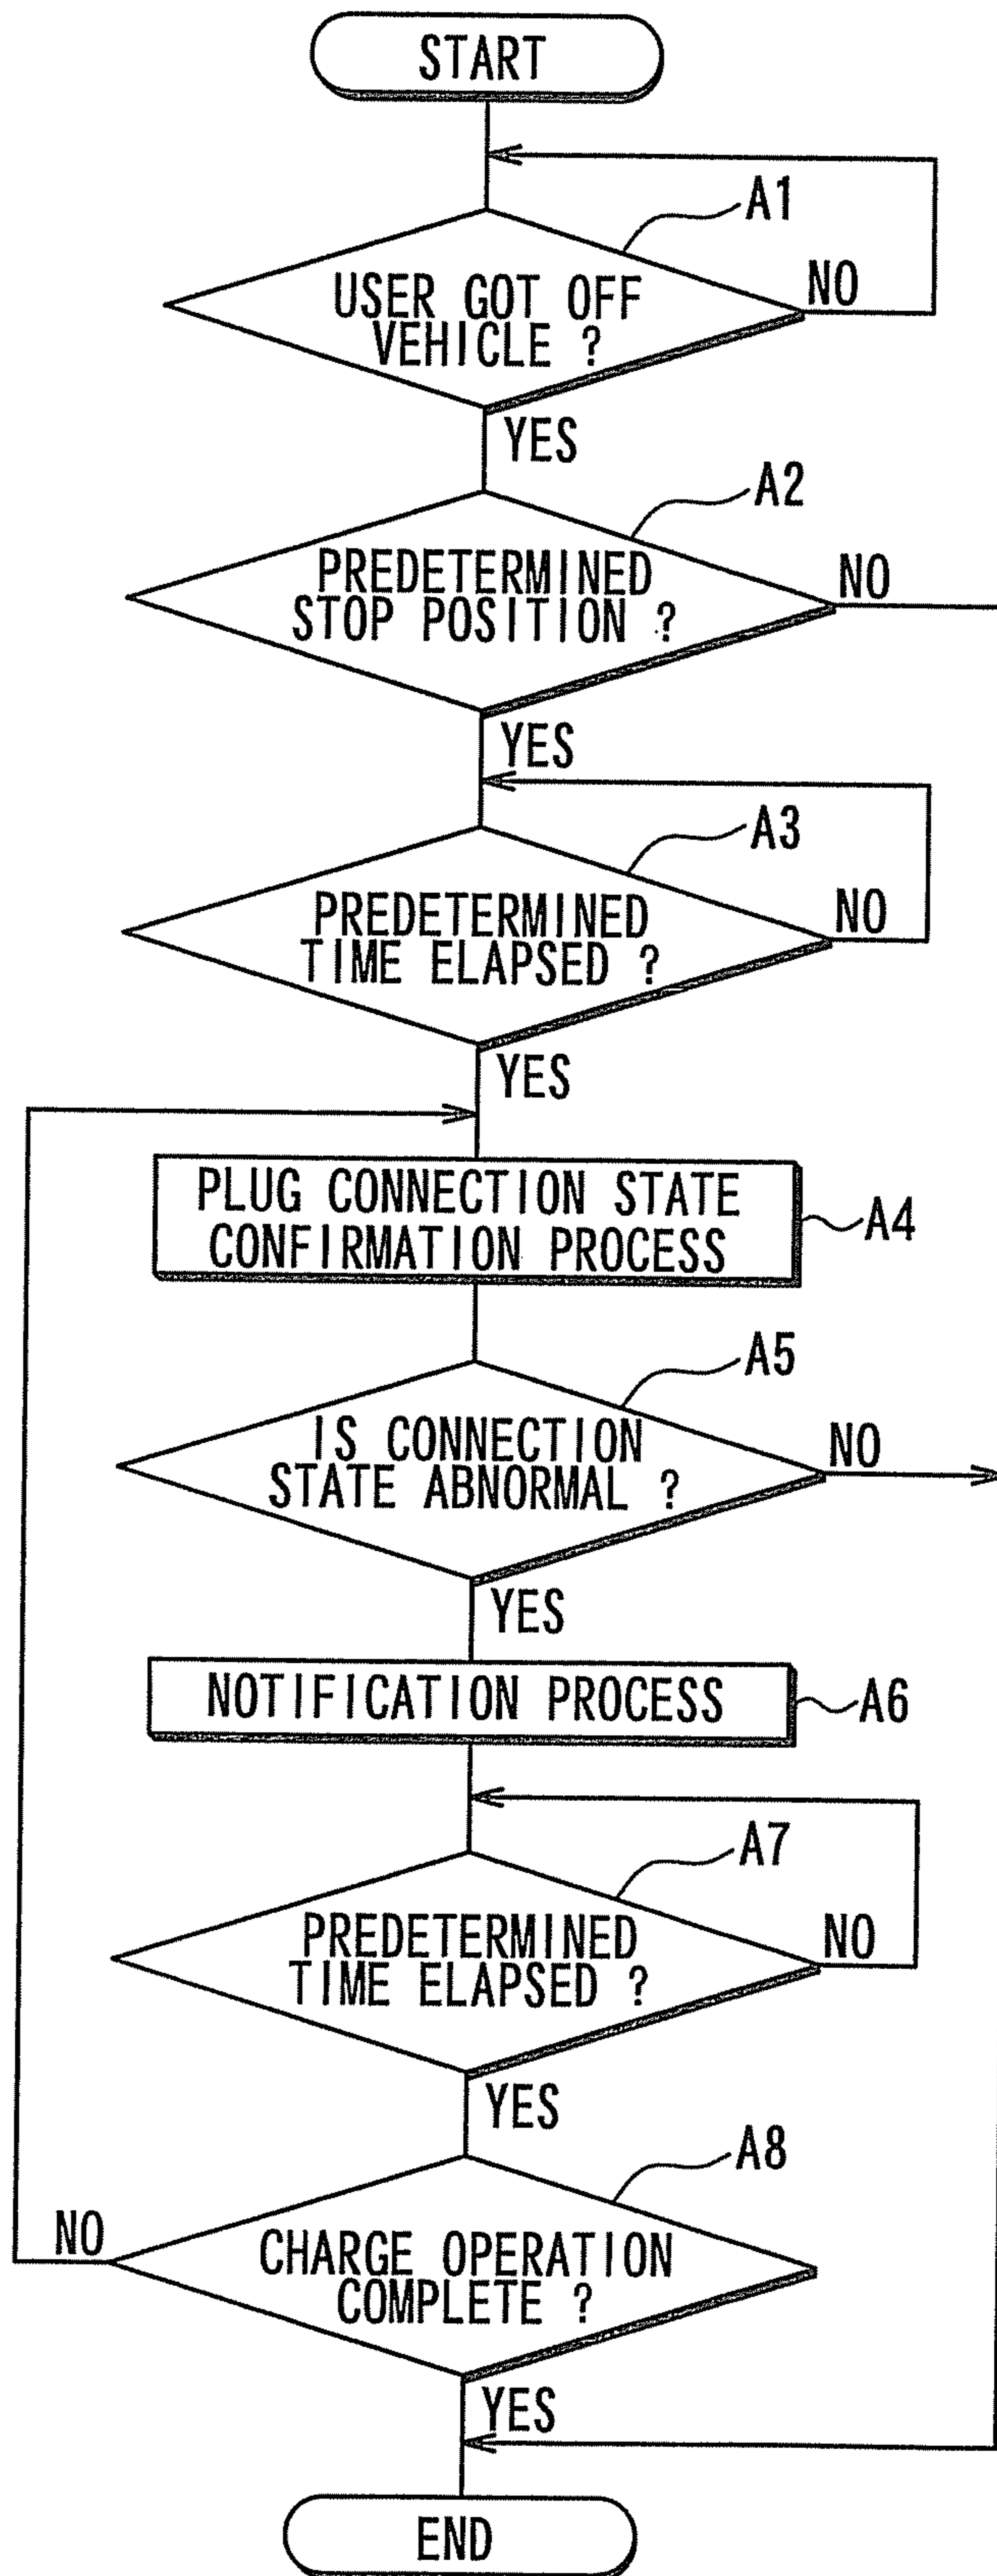 START
A1
USER GOT OFF
VEHICLE ?
NO
YES
A2
PREDETERMINED
STOP POSITION ?
NO
YES
A3
PREDETERMINED
TIME ELAPSED ?
NO
YES
PLUG CONNECTION STATE
CONFIRMATION PROCESS
A4
A5
IS CONNECTION
STATE ABNORMAL ?
NO
YES
NOTIFICATION PROCESS
A6
A7
PREDETERMINED
TIME ELAPSED ?
NO
YES
A8
NO
CHARGE OPERATION
COMPLETE ?
YES
END